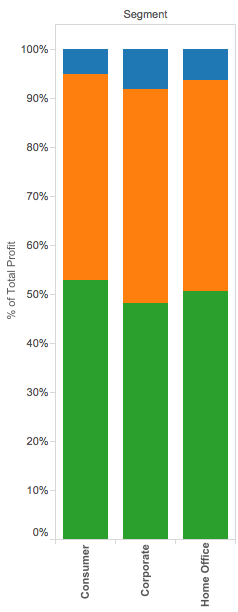 Segment
100%
90%
80%
70%
60%
50%
40%
30%
20%
10%
0%
% of Total Profit
Consumer
Corporate
Home Office